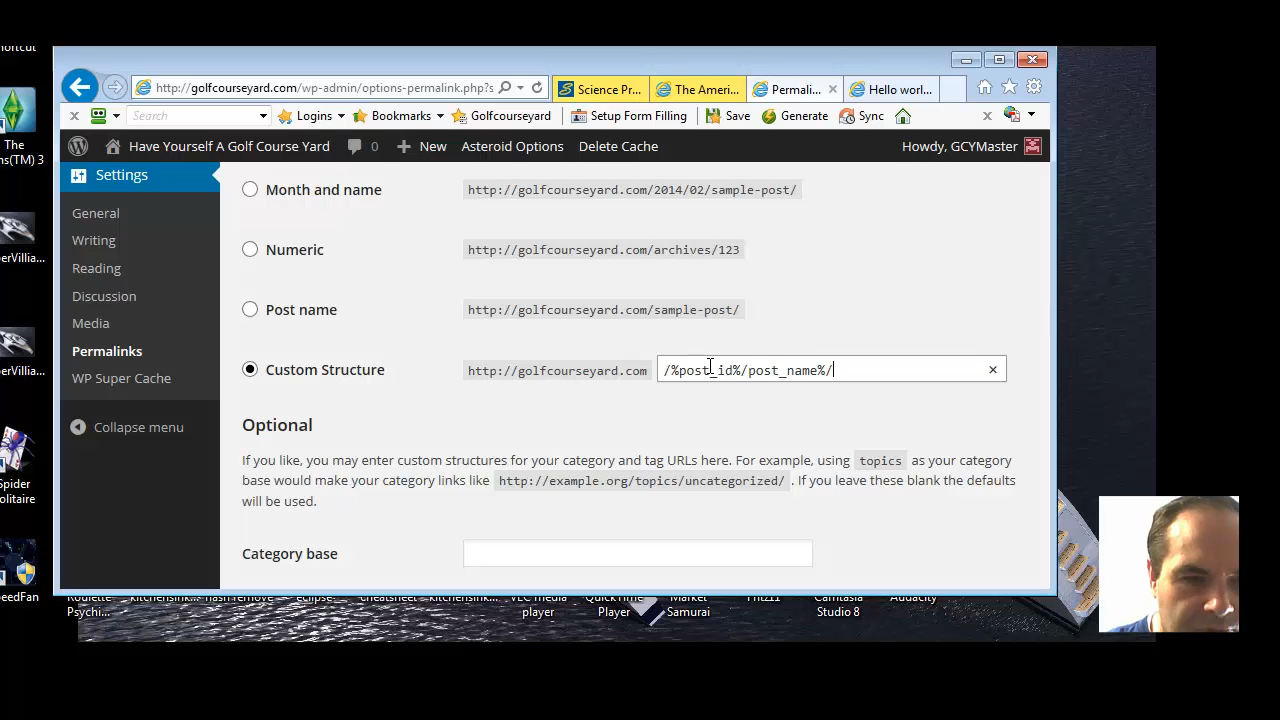 http://golfcourseyard.com/wp-admin/options-permalink.php?s
Science Pr...
The Ameri...
Permali...
Hello worl...
Search
Logins
Bookmarks
Golfcourseyard
Setup Form Filling
Save
Generate
Sync
Have Yourself A Golf Course Yard
0
New
Asteroid Options
Delete Cache
Howdy, GCYMaster
Settings
General
Writing
Reading
Discussion
Media
Permalinks
WP Super Cache
Collapse menu
Month and name
http://golfcourseyard.com/2014/02/sample-post/
Numeric
http://golfcourseyard.com/archives/123
Post name
http://golfcourseyard.com/sample-post/
Custom Structure
http://golfcourseyard.com
/%post_id%/post_name%/
Optional
If you like, you may enter custom structures for your category and tag URLs here. For example, using topics as your category
base would make your category links like http://example.org/topics/uncategorized/ . If you leave these blank the defaults
will be used.
Category base
The
3
Spider
Player
Market
Samurai
Camtasia
Studio 8
player